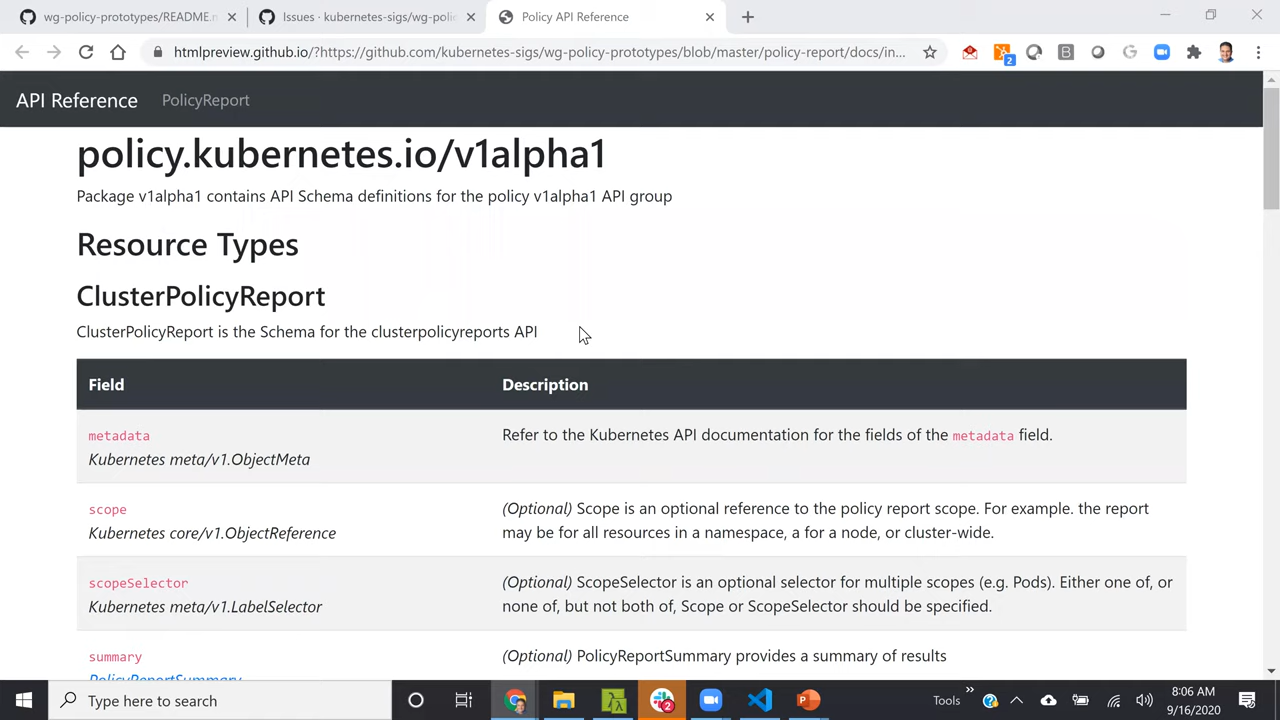 wg-policy-prototypes/README.m
Issues · kubernetes-sigs/wg-polic
Policy API Reference
htmlpreview.github.io/?https://github.com/kubernetes-sigs/wg-policy-prototypes/blob/master/policy-report/docs/in...
2
API Reference
PolicyReport
policy.kubernetes.io/v1alpha1
Package v1alpha1 contains API Schema definitions for the policy v1alpha1 API group
Resource Types
ClusterPolicyReport
ClusterPolicyReport is the Schema for the clusterpolicyreports API
Field Description
metadata
Kubernetes meta/v1.ObjectMeta
Refer to the Kubernetes API documentation for the fields of the metadata field.
scope
Kubernetes core/v1.ObjectReference
(Optional) Scope is an optional reference to the policy report scope. For example. the report
may be for all resources in a namespace, a for a node, or cluster-wide.
scopeSelector
Kubernetes meta/v1.LabelSelector
(Optional) ScopeSelector is an optional selector for multiple scopes (e.g. Pods). Either one of, or
none of, but not both of, Scope or ScopeSelector should be specified.
summary
PolicyReportSummary
(Optional) PolicyReportSummary provides a summary of results
Type here to search
2
Tools
8:06 AM
9/16/2020